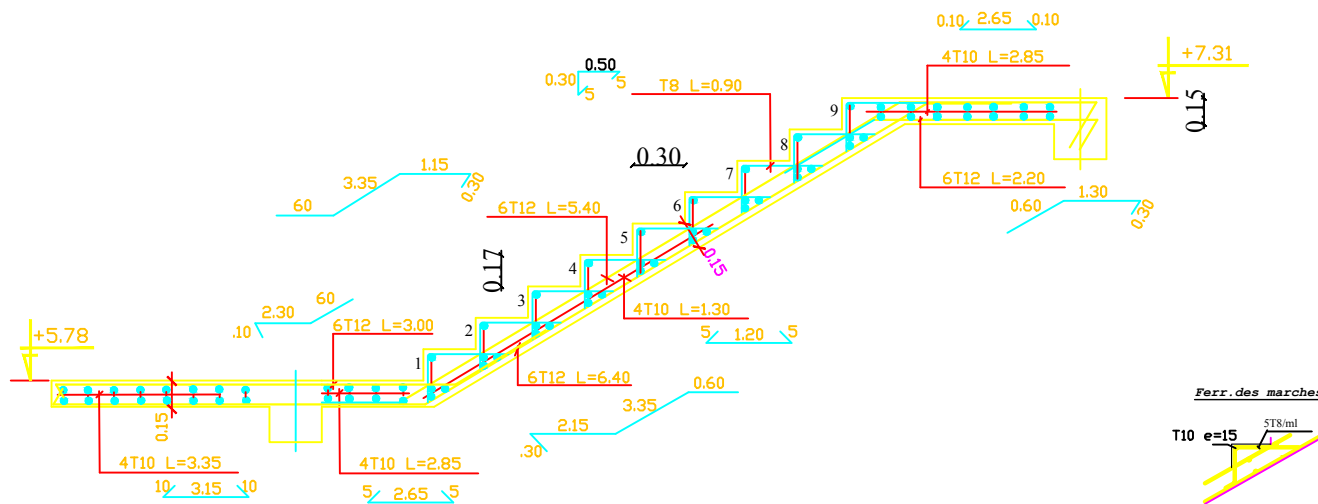 0.10 2.65 0.10
4T10 L=2.85
+7.31
0.15
0.50
0.30 5
5
T8 L=0.90
9
8
7
6
5
4
3
2
1
0.30
1.15
3.35
0.30
60
6T12 L=5.40
6T12 L=2.20
1.30
0.60
0.30
0.15
0.17
60
2.30
.10
6T12 L=3.00
4T10 L=1.30
5 1.20 5
+5.78
6T12 L=6.40
0.60
3.35
2.15
.30
0.15
4T10 L=3.35
10 3.15 10
4T10 L=2.85
5 2.65 5
Ferr.des marches
5T8/ml
T10 e=15